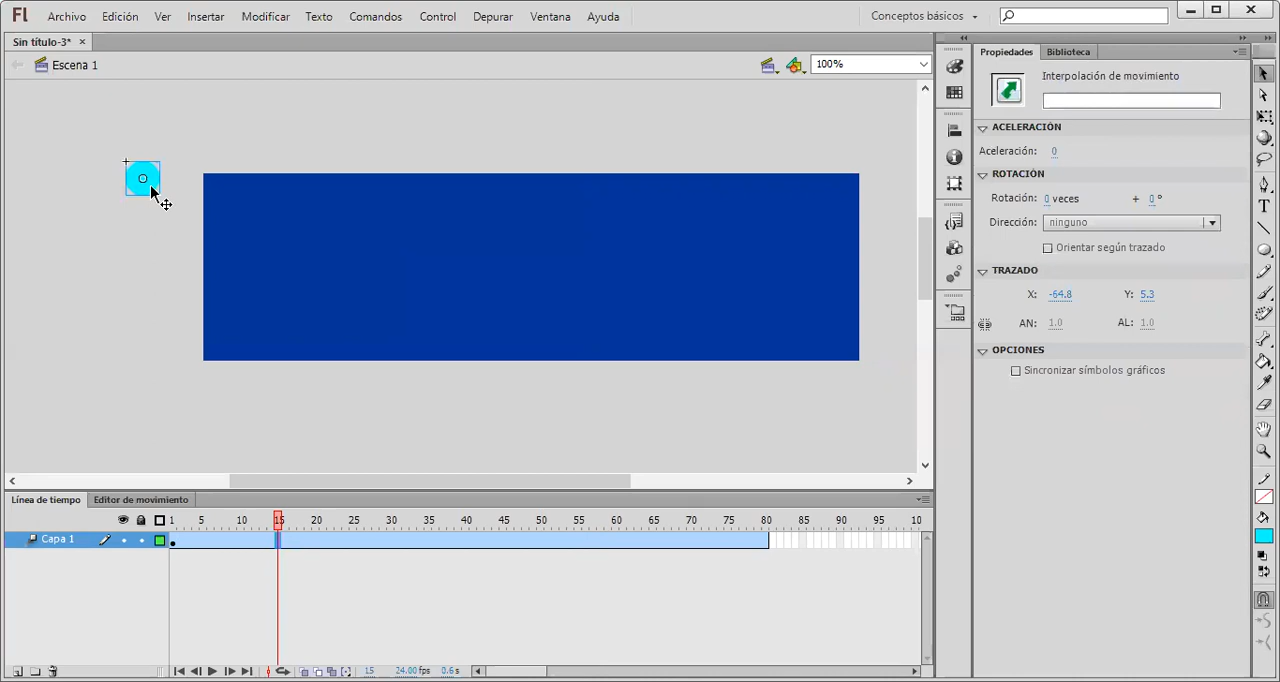 Fl Archivo Edición Ver Insertar Modificar Texto Comandos Control Depurar Ventana Ayuda Conceptos básicos
Sin título-3*
Escena 1 100%
Propiedades Biblioteca
Interpolación de movimiento
ACELERACIÓN
Aceleración: 0
ROTACIÓN
Rotación: 0 veces + 0 °
Dirección: ninguno
Orientar según trazado
TRAZADO
X: -64.8 Y: 5.3
AN: 1.0 AL: 1.0
OPCIONES
Sincronizar símbolos gráficos
Línea de tiempo Editor de movimiento
1 5 10 15 20 25 30 35 40 45 50 55 60 65 70 75 80 85 90 95 10
Capa 1
15 24.00 fps 0.6 s